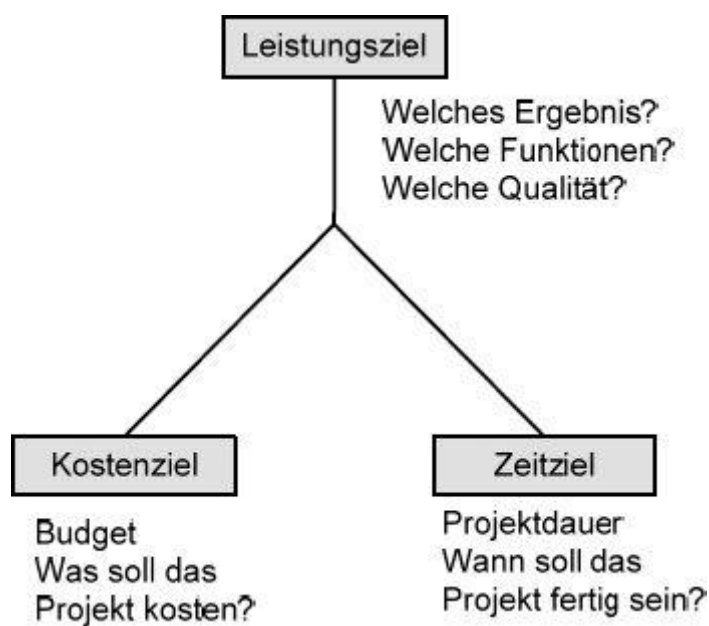 Leistungsziel
Welches Ergebnis?
Welche Funktionen?
Welche Qualität?
Kostenziel
Budget
Was soll das
Projekt kosten?
Zeitziel
Projektdauer
Wann soll das
Projekt fertig sein?